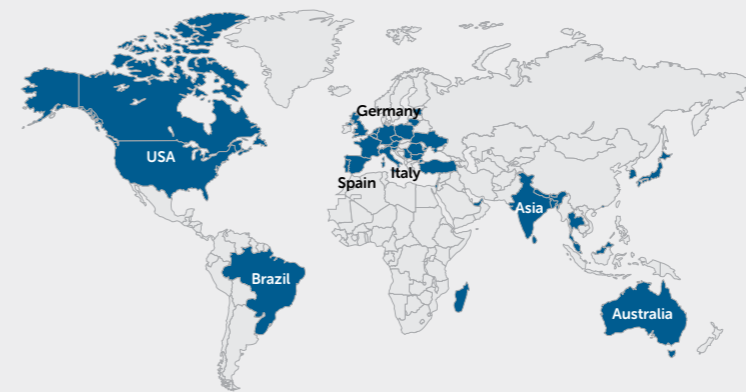 Germany
USA
Italy
Spain
Asia
Brazil
Australia